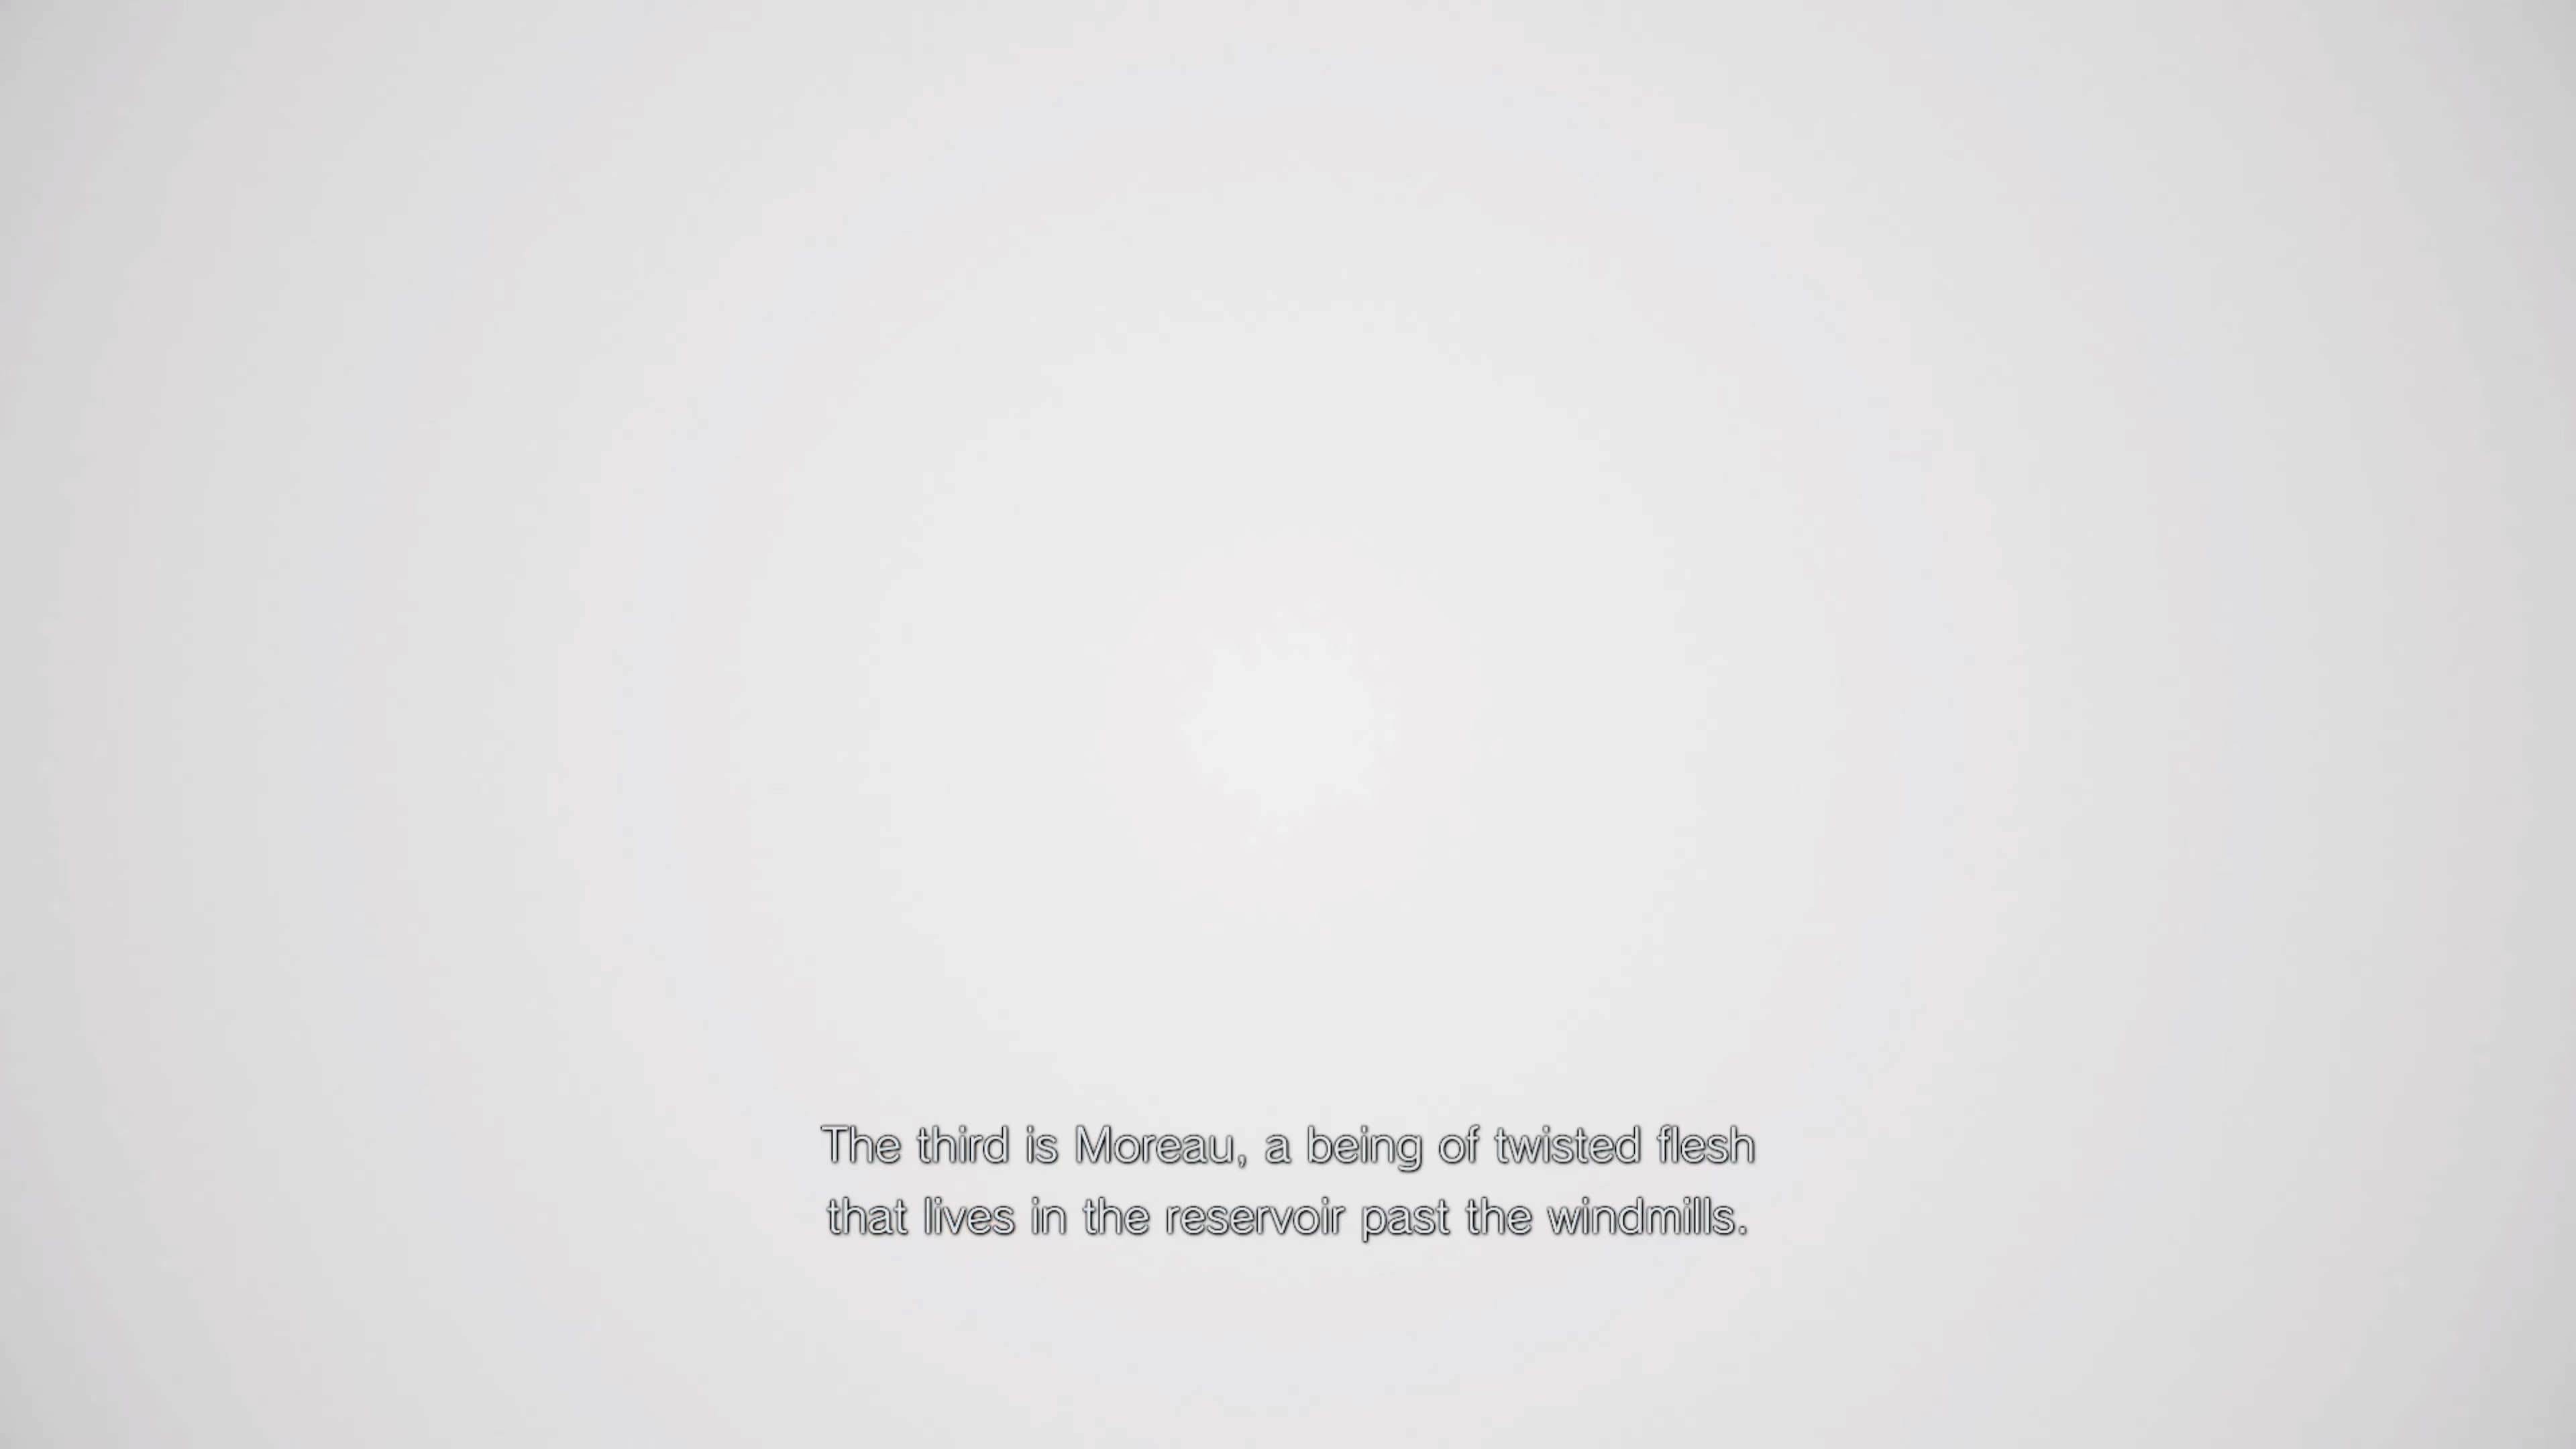 The third is Moreau, a being of twisted flesh
that lives in the reservoir past the windmills.